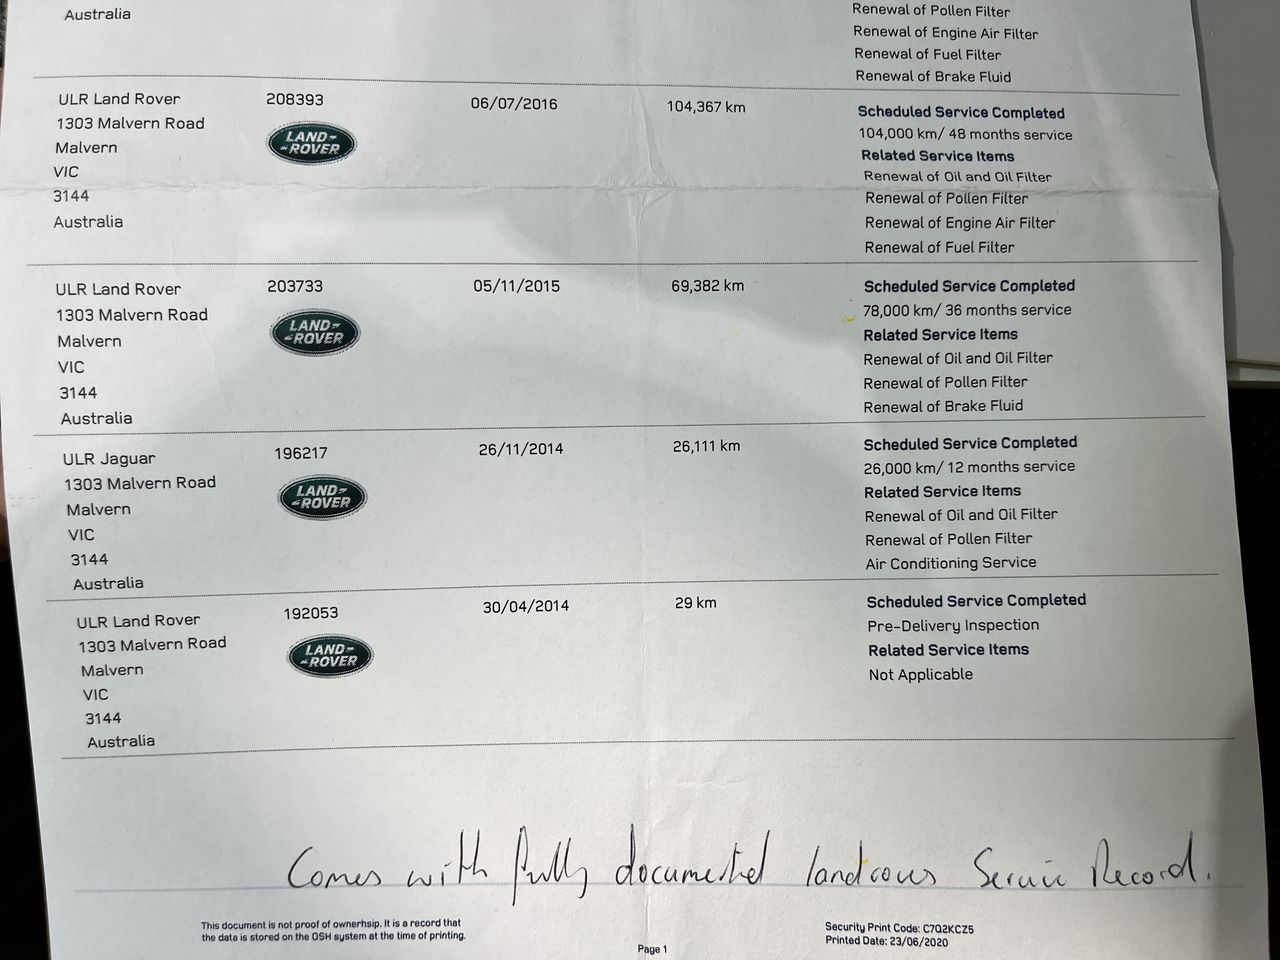 Australia
Renewal of Pollen Filter
Renewal of Engine Air Filter
Renewal of Fuel Filter
Renewal of Brake Fluid
ULR Land Rover 208393 06/07/2016 104,367 km Scheduled Service Completed
1303 Malvern Road LAND- 104,000 km/ 48 months service
Malvern -ROVER Related Service Items
VIC Renewal of Oil and Oil Filter
3144 Renewal of Pollen Filter
Australia Renewal of Engine Air Filter
Renewal of Fuel Filter
ULR Land Rover 203733 05/11/2015 69,382 km Scheduled Service Completed
1303 Malvern Road LAND- 78,000 km/ 36 months service
Malvern -ROVER Related Service Items
VIC Renewal of Oil and Oil Filter
3144 Renewal of Pollen Filter
Australia Renewal of Brake Fluid
ULR Jaguar 196217 26/11/2014 26,111 km Scheduled Service Completed
1303 Malvern Road LAND- 26,000 km/ 12 months service
Malvern -ROVER Related Service Items
VIC Renewal of Oil and Oil Filter
3144 Renewal of Pollen Filter
Australia Air Conditioning Service
ULR Land Rover 192053 30/04/2014 29 km Scheduled Service Completed
1303 Malvern Road LAND- Pre-Delivery Inspection
Malvern -ROVER Related Service Items
VIC Not Applicable
3144
Australia
Comes with fully documented landrovers Service Record.
This document is not proof of ownerhsip. It is a record that
the data is stored on the OSH system at the time of printing.
Page 1
Security Print Code: C7Q2KCZ5
Printed Date: 23/06/2020